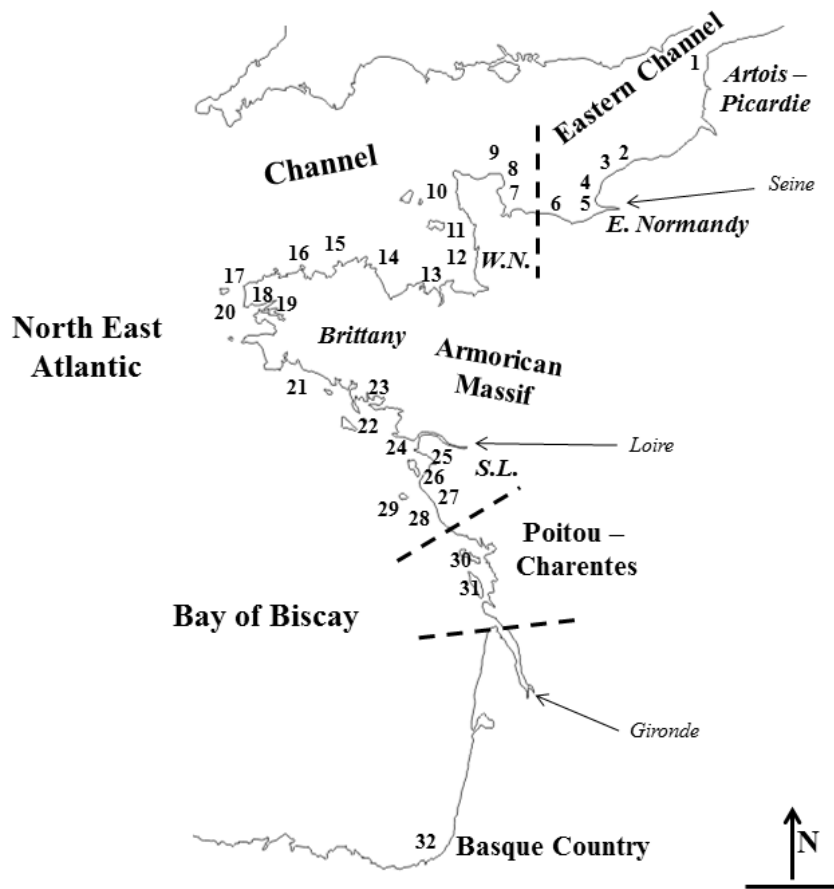 Eastern Channel
1
Artois –
Picardie
Channel
9
8
7
3
2
4
5
6
Seine
E. Normandy
10
11
12
W.N.
13
14
15
16
17
18
19
20
North East
Atlantic
Brittany
Armorican
Massif
21
22
23
24
25
Loire
S.L.
26
27
28
29
Poitou –
Charentes
30
31
Bay of Biscay
Gironde
32
Basque Country
N